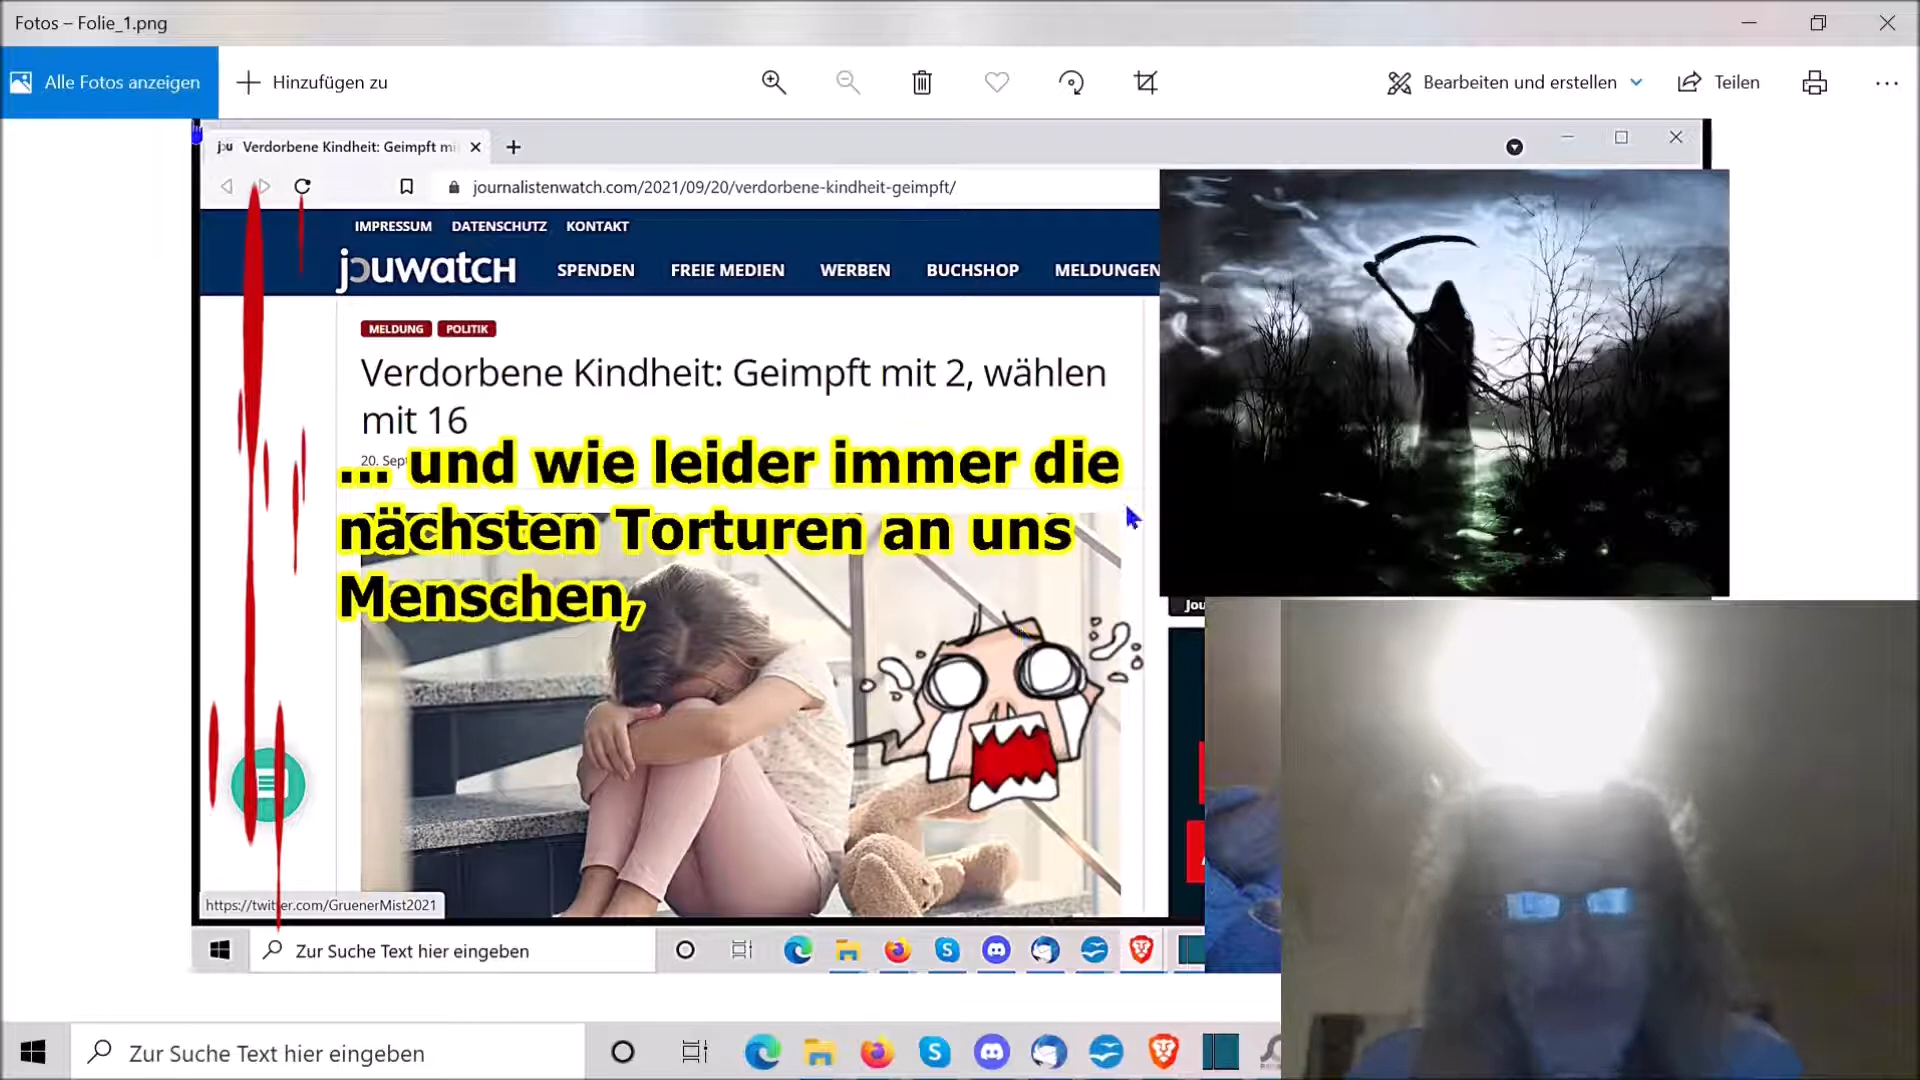 Fotos – Folie_1.png
Alle Fotos anzeigen
Hinzufügen zu
Bearbeiten und erstellen
Teilen
jou Verdorbene Kindheit: Geimpft mi
journalistenwatch.com/2021/09/20/verdorbene-kindheit-geimpft/
IMPRESSUM DATENSCHUTZ KONTAKT
jouwatch SPENDEN FREIE MEDIEN WERBEN BUCHSHOP MELDUNGEN
MELDUNG POLITIK
Verdorbene Kindheit: Geimpft mit 2, wählen
mit 16
20. Sep
... und wie leider immer die
nächsten Torturen an uns
Menschen,
jou
https://twitter.com/GruenerMist2021
Zur Suche Text hier eingeben
Zur Suche Text hier eingeben